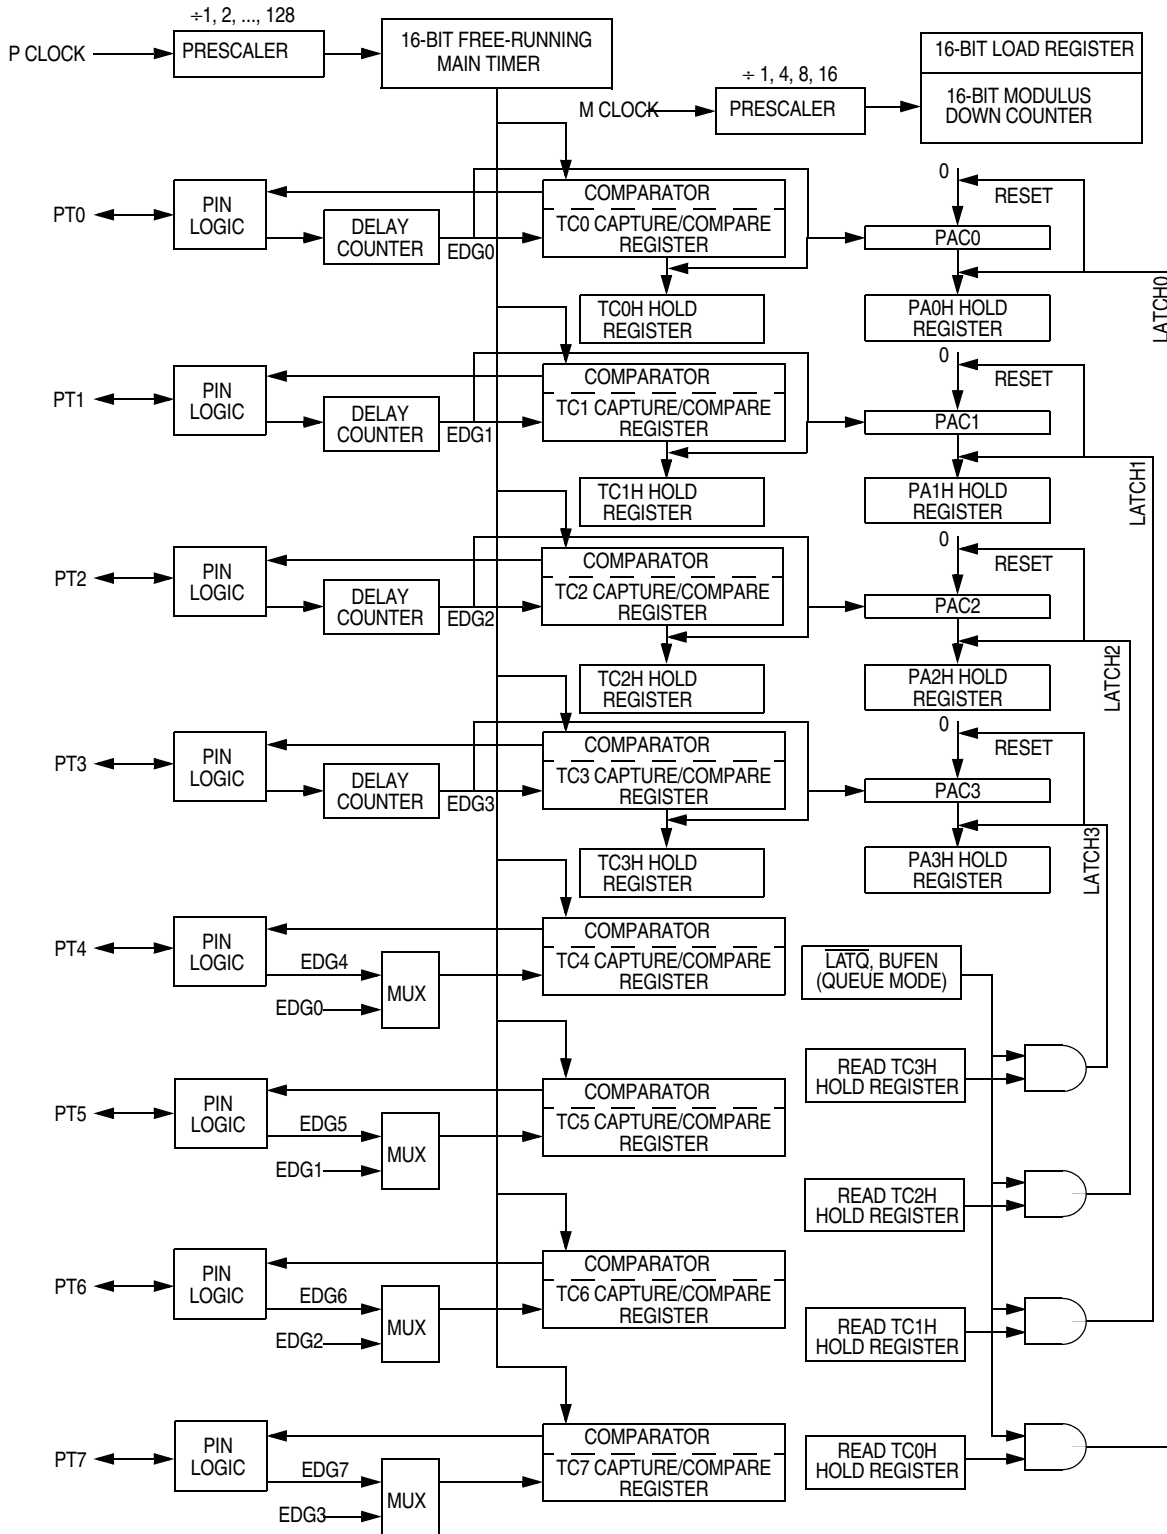 ÷1, 2, ..., 128
P CLOCK
PRESCALER
16-BIT FREE-RUNNING
MAIN TIMER
16-BIT LOAD REGISTER
16-BIT MODULUS
DOWN COUNTER
÷ 1, 4, 8, 16
M CLOCK
PRESCALER
PT0
PIN
LOGIC
DELAY
COUNTER
EDG0
COMPARATOR
TC0 CAPTURE/COMPARE
REGISTER
TC0H HOLD
REGISTER
0
RESET
PAC0
PA0H HOLD
REGISTER
LATCH0
PT1
PIN
LOGIC
DELAY
COUNTER
EDG1
COMPARATOR
TC1 CAPTURE/COMPARE
REGISTER
TC1H HOLD
REGISTER
0
RESET
PAC1
PA1H HOLD
REGISTER
LATCH1
PT2
PIN
LOGIC
DELAY
COUNTER
EDG2
COMPARATOR
TC2 CAPTURE/COMPARE
REGISTER
TC2H HOLD
REGISTER
0
RESET
PAC2
PA2H HOLD
REGISTER
LATCH2
PT3
PIN
LOGIC
DELAY
COUNTER
EDG3
COMPARATOR
TC3 CAPTURE/COMPARE
REGISTER
TC3H HOLD
REGISTER
0
RESET
PAC3
PA3H HOLD
REGISTER
LATCH3
PT4
PIN
LOGIC
EDG4
EDG0
MUX
COMPARATOR
TC4 CAPTURE/COMPARE
REGISTER
L̅A̅T̅Q̅, BUFEN
(QUEUE MODE)
READ TC3H
HOLD REGISTER
PT5
PIN
LOGIC
EDG5
EDG1
MUX
COMPARATOR
TC5 CAPTURE/COMPARE
REGISTER
READ TC2H
HOLD REGISTER
PT6
PIN
LOGIC
EDG6
EDG2
MUX
COMPARATOR
TC6 CAPTURE/COMPARE
REGISTER
READ TC1H
HOLD REGISTER
PT7
PIN
LOGIC
EDG7
EDG3
MUX
COMPARATOR
TC7 CAPTURE/COMPARE
REGISTER
READ TC0H
HOLD REGISTER